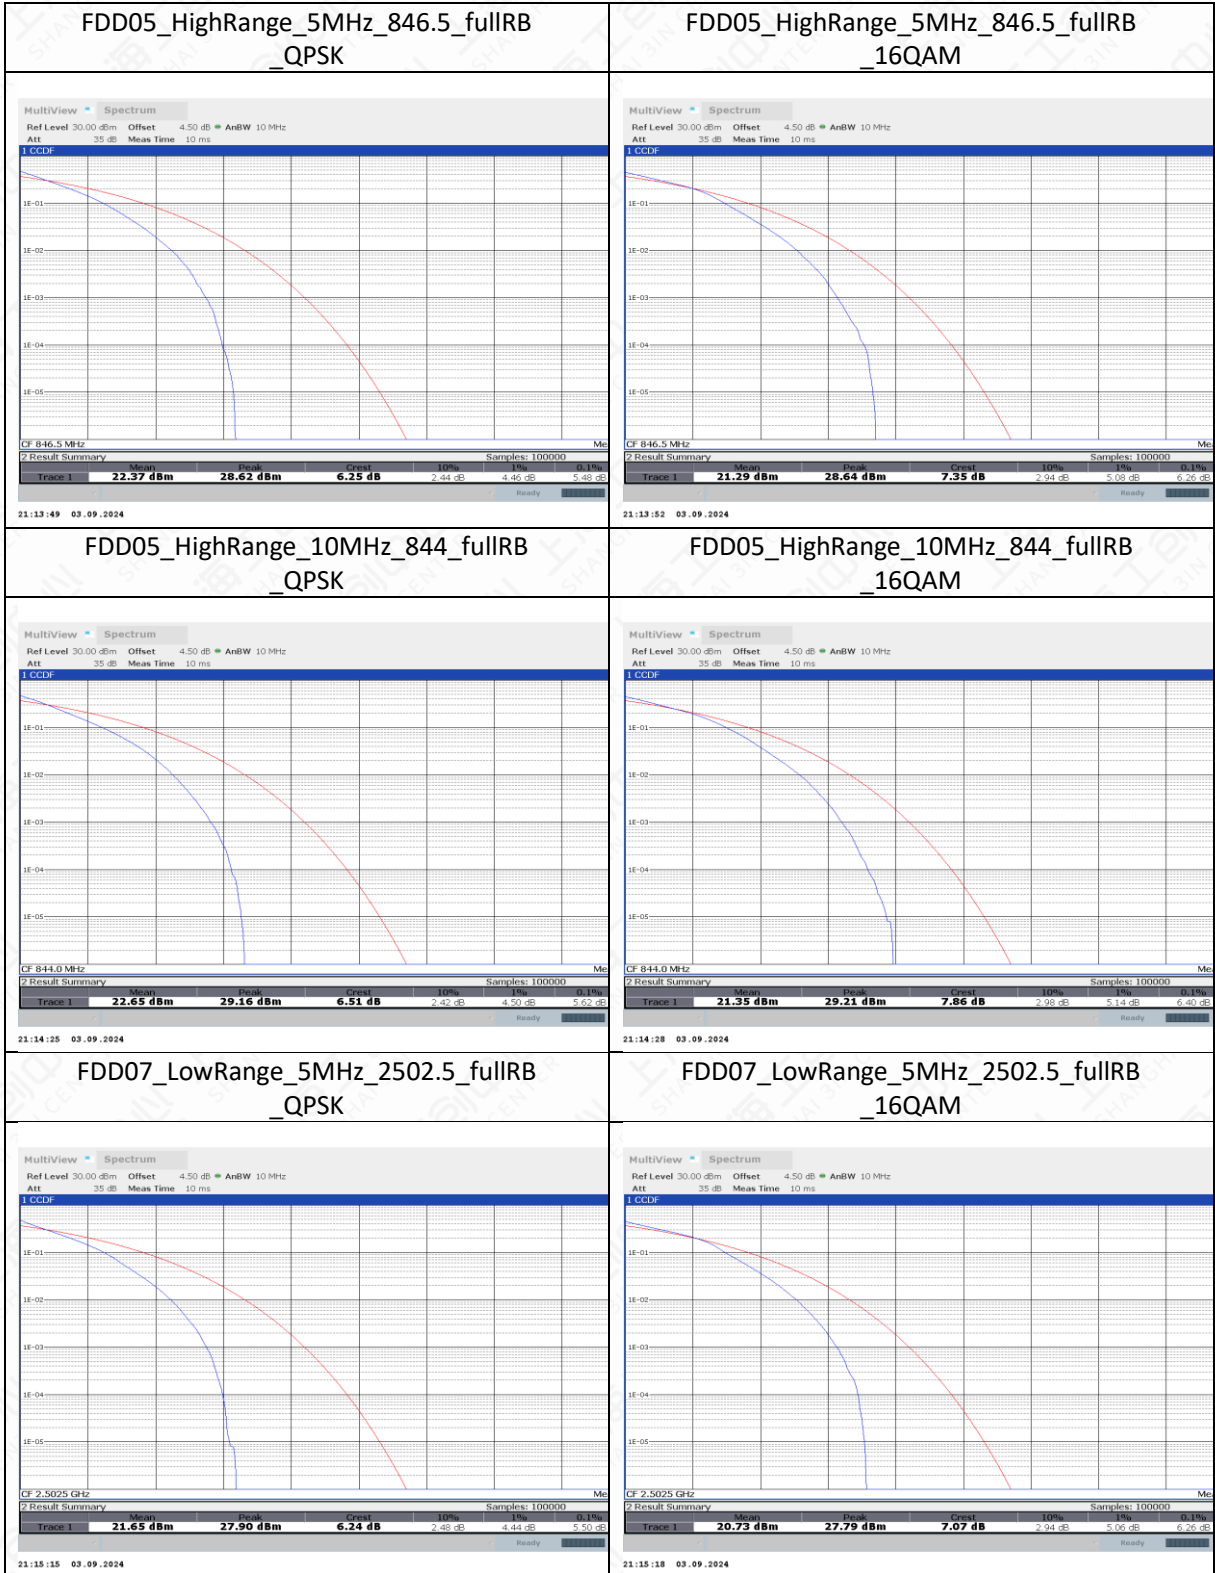 FDD05_HighRange_5MHz_846.5_fullRB
_QPSK
MultiView Spectrum
Ref Level 30.00 dBm Offset 4.50 dB AnBW 10 MHz
Att 35 dB Meas Time 10 ms
1 CCDF
1E-01
1E-02
1E-03
1E-04
1E-05
CF 846.5 MHz Me
2 Result Summary Samples: 100000
Mean Peak Crest 10% 1% 0.1%
Trace 1 22.37 dBm 28.62 dBm 6.25 dB 2.44 dB 4.46 dB 5.48 dB
Ready
21:13:49 03.09.2024
FDD05_HighRange_5MHz_846.5_fullRB
_16QAM
MultiView Spectrum
Ref Level 30.00 dBm Offset 4.50 dB AnBW 10 MHz
Att 35 dB Meas Time 10 ms
1 CCDF
1E-01
1E-02
1E-03
1E-04
1E-05
CF 846.5 MHz Me
2 Result Summary Samples: 100000
Mean Peak Crest 10% 1% 0.1%
Trace 1 21.29 dBm 28.64 dBm 7.35 dB 2.94 dB 5.08 dB 6.26 dB
Ready
21:13:52 03.09.2024
FDD05_HighRange_10MHz_844_fullRB
_QPSK
MultiView Spectrum
Ref Level 30.00 dBm Offset 4.50 dB AnBW 10 MHz
Att 35 dB Meas Time 10 ms
1 CCDF
1E-01
1E-02
1E-03
1E-04
1E-05
CF 844.0 MHz Me
2 Result Summary Samples: 100000
Mean Peak Crest 10% 1% 0.1%
Trace 1 22.65 dBm 29.16 dBm 6.51 dB 2.42 dB 4.50 dB 5.62 dB
Ready
21:14:25 03.09.2024
FDD05_HighRange_10MHz_844_fullRB
_16QAM
MultiView Spectrum
Ref Level 30.00 dBm Offset 4.50 dB AnBW 10 MHz
Att 35 dB Meas Time 10 ms
1 CCDF
1E-01
1E-02
1E-03
1E-04
1E-05
CF 844.0 MHz Me
2 Result Summary Samples: 100000
Mean Peak Crest 10% 1% 0.1%
Trace 1 21.35 dBm 29.21 dBm 7.86 dB 2.98 dB 5.14 dB 6.40 dB
Ready
21:14:28 03.09.2024
FDD07_LowRange_5MHz_2502.5_fullRB
_QPSK
MultiView Spectrum
Ref Level 30.00 dBm Offset 4.50 dB AnBW 10 MHz
Att 35 dB Meas Time 10 ms
1 CCDF
1E-01
1E-02
1E-03
1E-04
1E-05
CF 2.5025 GHz Me
2 Result Summary Samples: 100000
Mean Peak Crest 10% 1% 0.1%
Trace 1 21.65 dBm 27.90 dBm 6.24 dB 2.48 dB 4.44 dB 5.50 dB
Ready
21:15:15 03.09.2024
FDD07_LowRange_5MHz_2502.5_fullRB
_16QAM
MultiView Spectrum
Ref Level 30.00 dBm Offset 4.50 dB AnBW 10 MHz
Att 35 dB Meas Time 10 ms
1 CCDF
1E-01
1E-02
1E-03
1E-04
1E-05
CF 2.5025 GHz Me
2 Result Summary Samples: 100000
Mean Peak Crest 10% 1% 0.1%
Trace 1 20.73 dBm 27.79 dBm 7.07 dB 2.94 dB 5.06 dB 6.26 dB
Ready
21:15:18 03.09.2024